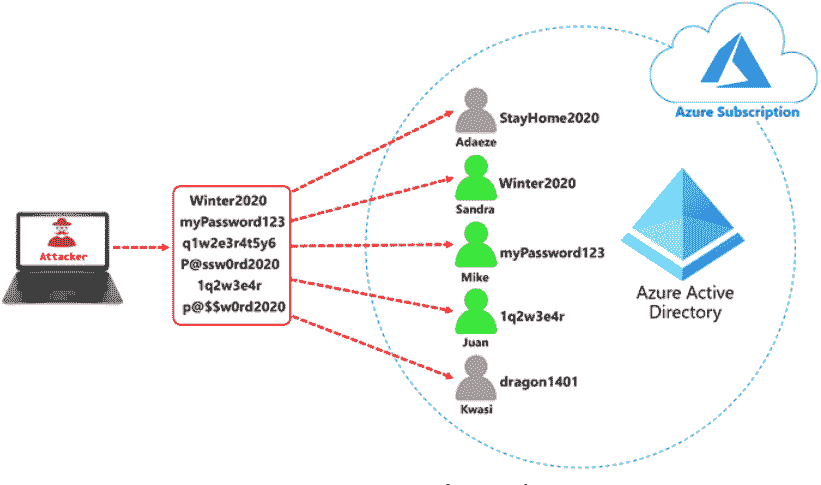 Azure Subscription
StayHome2020
Adaeze
Winter2020
myPassword123
q1w2e3r4t5y6
P@ssw0rd2020
1q2w3e4r
p@$$w0rd2020
Attacker
Winter2020
Sandra
myPassword123
Mike
1q2w3e4r
Juan
dragon1401
Kwasi
Azure Active
Directory